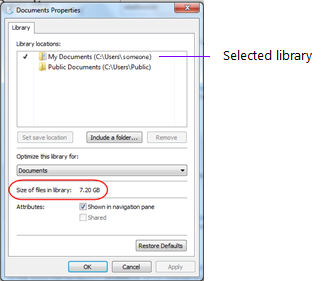 Documents Properties
Library
Library locations:
My Documents (C:\Users\someone)
Selected library
Public Documents (C:\Users\Public)
Set save location
Include a folder...
Remove
Optimize this library for:
Documents
Size of files in library: 7.20 GB
Attributes:
Shown in navigation pane
Shared
Restore Defaults
OK
Cancel
Apply